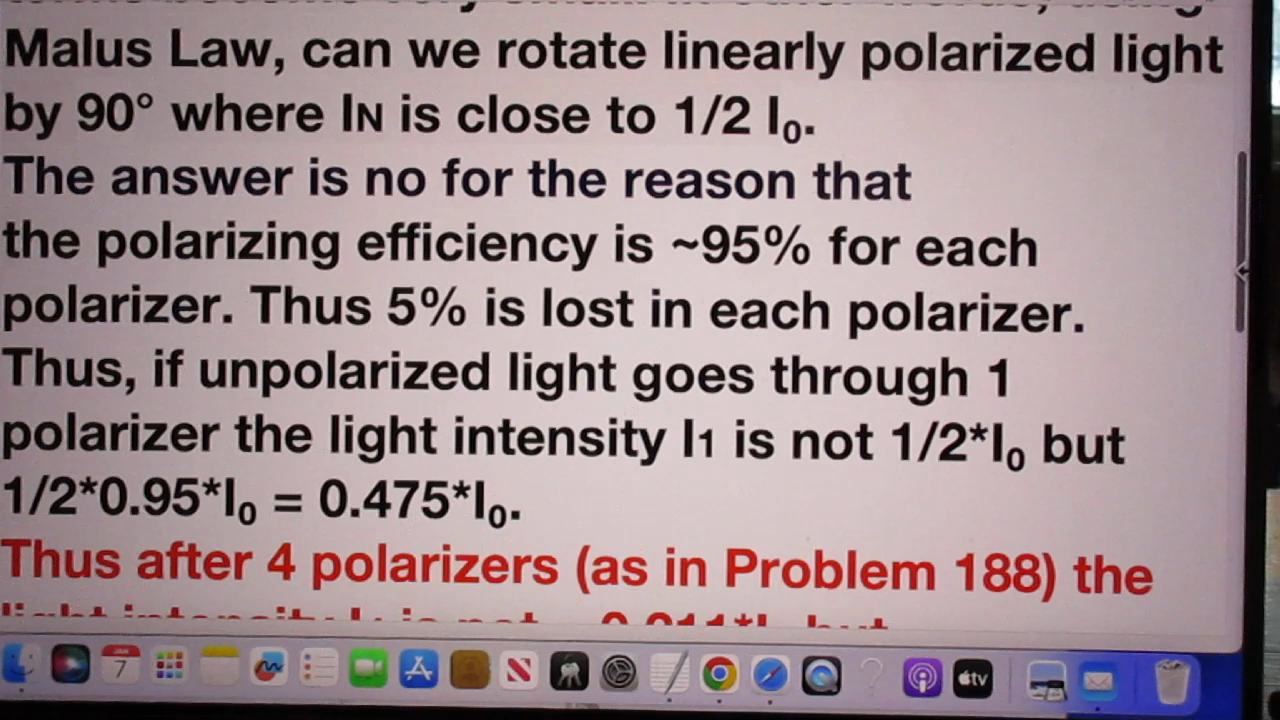 Malus Law, can we rotate linearly polarized light
by 90° where IN is close to 1/2 I₀.
The answer is no for the reason that
the polarizing efficiency is ~95% for each
polarizer. Thus 5% is lost in each polarizer.
Thus, if unpolarized light goes through 1
polarizer the light intensity I1 is not 1/2*I₀ but
1/2*0.95*I₀ = 0.475*I₀.
Thus after 4 polarizers (as in Problem 188) the
JAN
7
tv